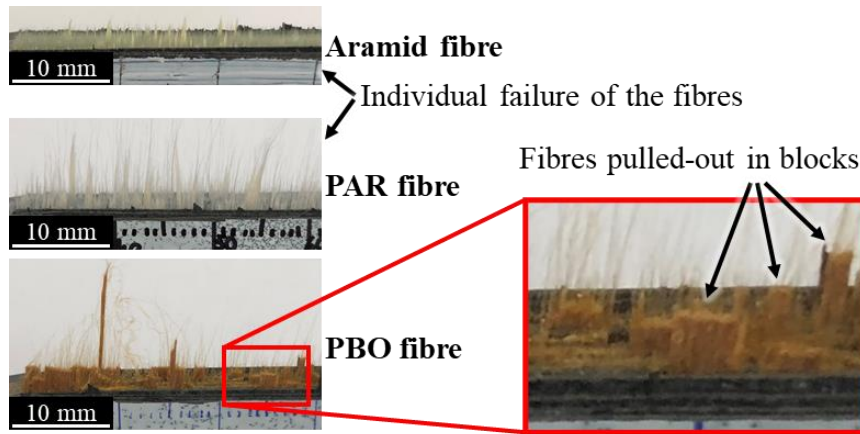 Aramid fibre
10 mm
Individual failure of the fibres
Fibres pulled-out in blocks
PAR fibre
10 mm
PBO fibre
10 mm